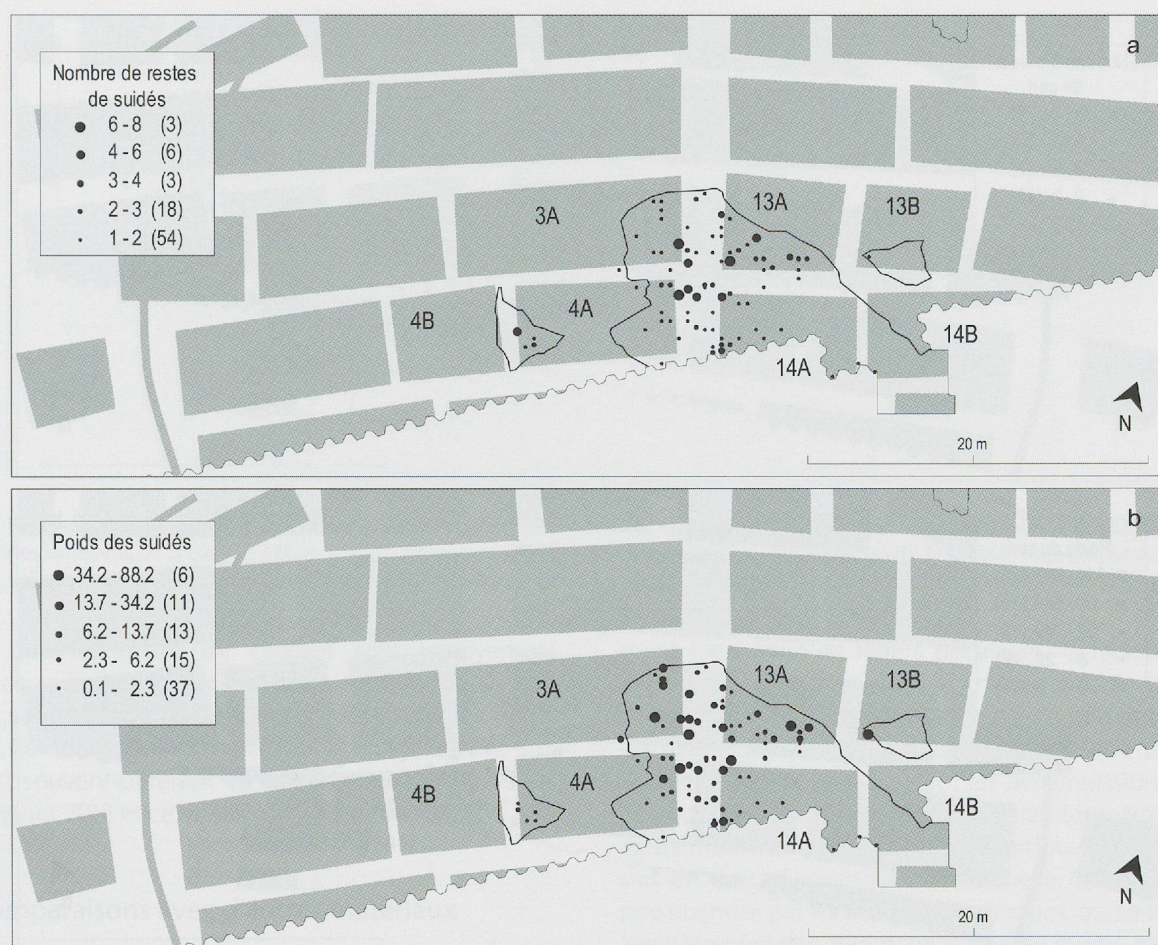 a
Nombre de restes
de suidés
6 - 8 (3)
4 - 6 (6)
3 - 4 (3)
2 - 3 (18)
1 - 2 (54)
3A
13A
13B
4B
4A
14B
14A
N
20 m
b
Poids des suidés
34.2 - 88.2 (6)
13.7 - 34.2 (11)
6.2 - 13.7 (13)
2.3 - 6.2 (15)
0.1 - 2.3 (37)
3A
13A
13B
4B
4A
14B
14A
N
20 m